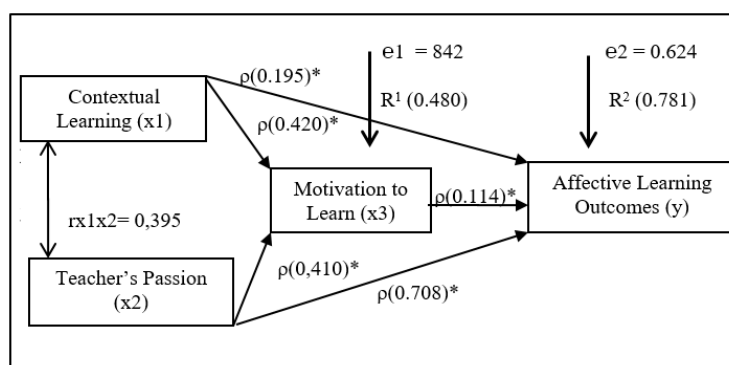 e1 = 842
e2 = 0.624
ρ(0.195)*
R¹ (0.480)
R² (0.781)
Contextual
Learning (x1)
ρ(0.420)*
Motivation to
Learn (x3)
ρ(0.114)*
Affective Learning
Outcomes (y)
rx1x2= 0,395
Teacher’s Passion
(x2)
ρ(0,410)*
ρ(0.708)*